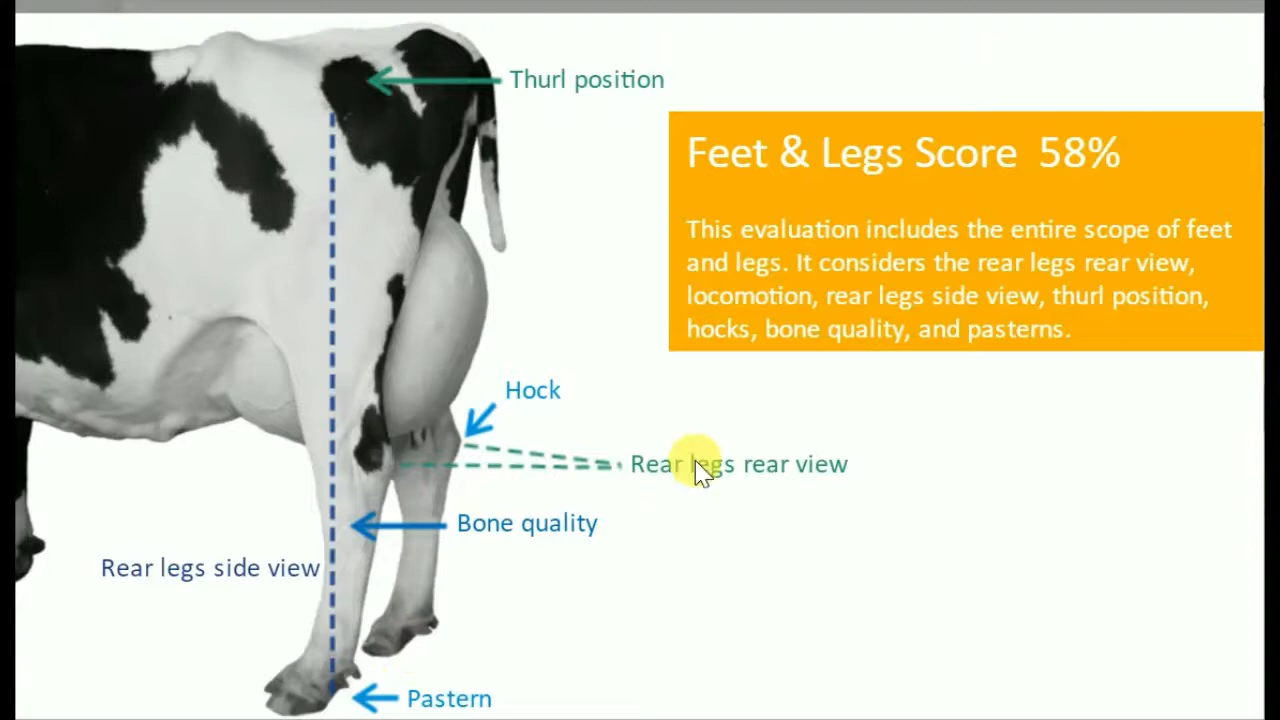 Thurl position
Feet & Legs Score 58%
This evaluation includes the entire scope of feet
and legs. It considers the rear legs rear view,
locomotion, rear legs side view, thurl position,
hocks, bone quality, and pasterns.
Hock
Rear legs rear view
Bone quality
Rear legs side view
Pastern